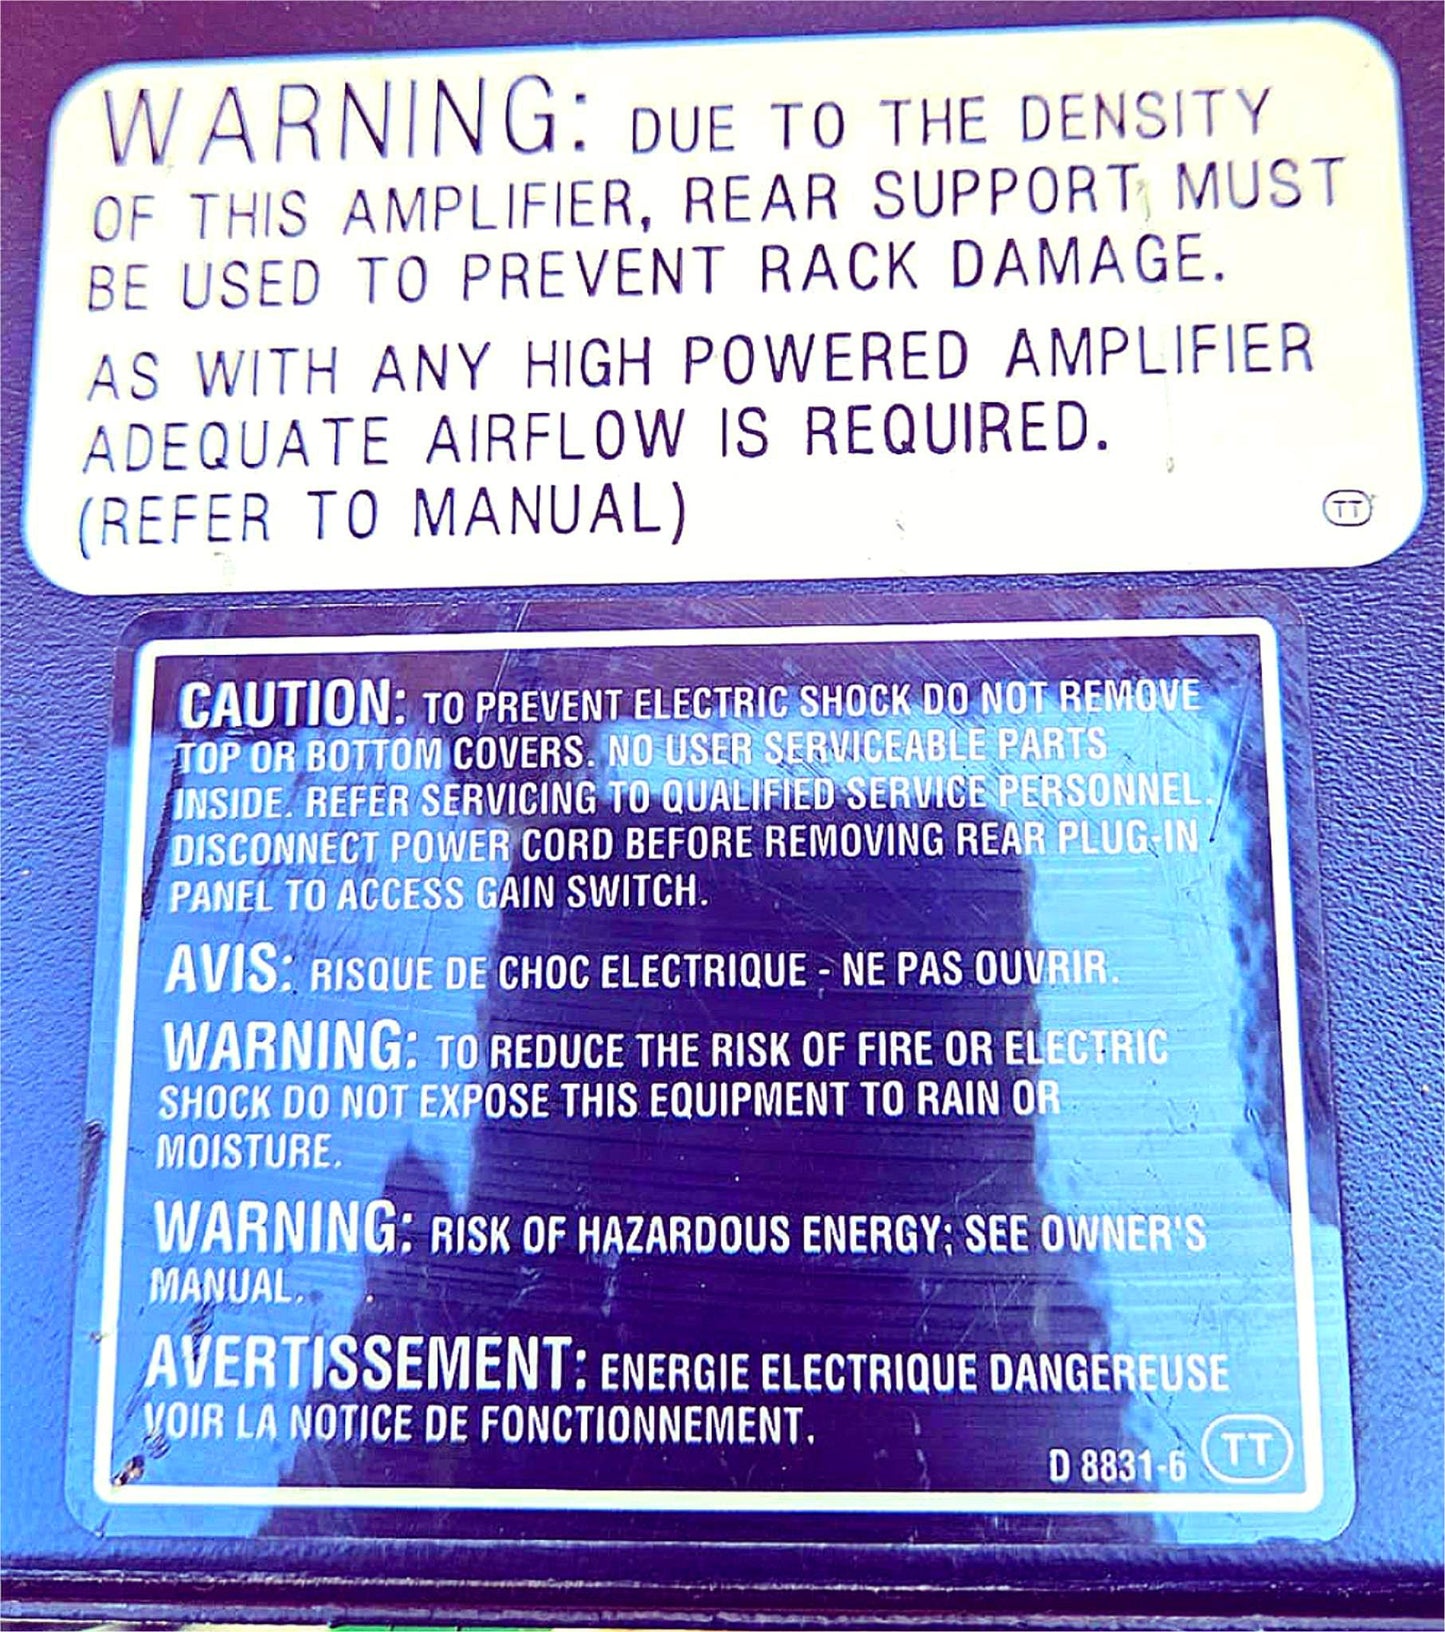 WARNING: DUE TO THE DENSITY
OF THIS AMPLIFIER, REAR SUPPORT MUST
BE USED TO PREVENT RACK DAMAGE.
AS WITH ANY HIGH POWERED AMPLIFIER
ADEQUATE AIRFLOW IS REQUIRED.
(REFER TO MANUAL)
TT
CAUTION: TO PREVENT ELECTRIC SHOCK DO NOT REMOVE
TOP OR BOTTOM COVERS. NO USER SERVICEABLE PARTS
INSIDE. REFER SERVICING TO QUALIFIED SERVICE PERSONNEL.
DISCONNECT POWER CORD BEFORE REMOVING REAR PLUG-IN
PANEL TO ACCESS GAIN SWITCH.
AVIS: RISQUE DE CHOC ELECTRIQUE - NE PAS OUVRIR.
WARNING: TO REDUCE THE RISK OF FIRE OR ELECTRIC
SHOCK DO NOT EXPOSE THIS EQUIPMENT TO RAIN OR
MOISTURE.
WARNING: RISK OF HAZARDOUS ENERGY; SEE OWNER'S
MANUAL.
AVERTISSEMENT: ENERGIE ELECTRIQUE DANGEREUSE
VOIR LA NOTICE DE FONCTIONNEMENT.
D 8831-6 TT